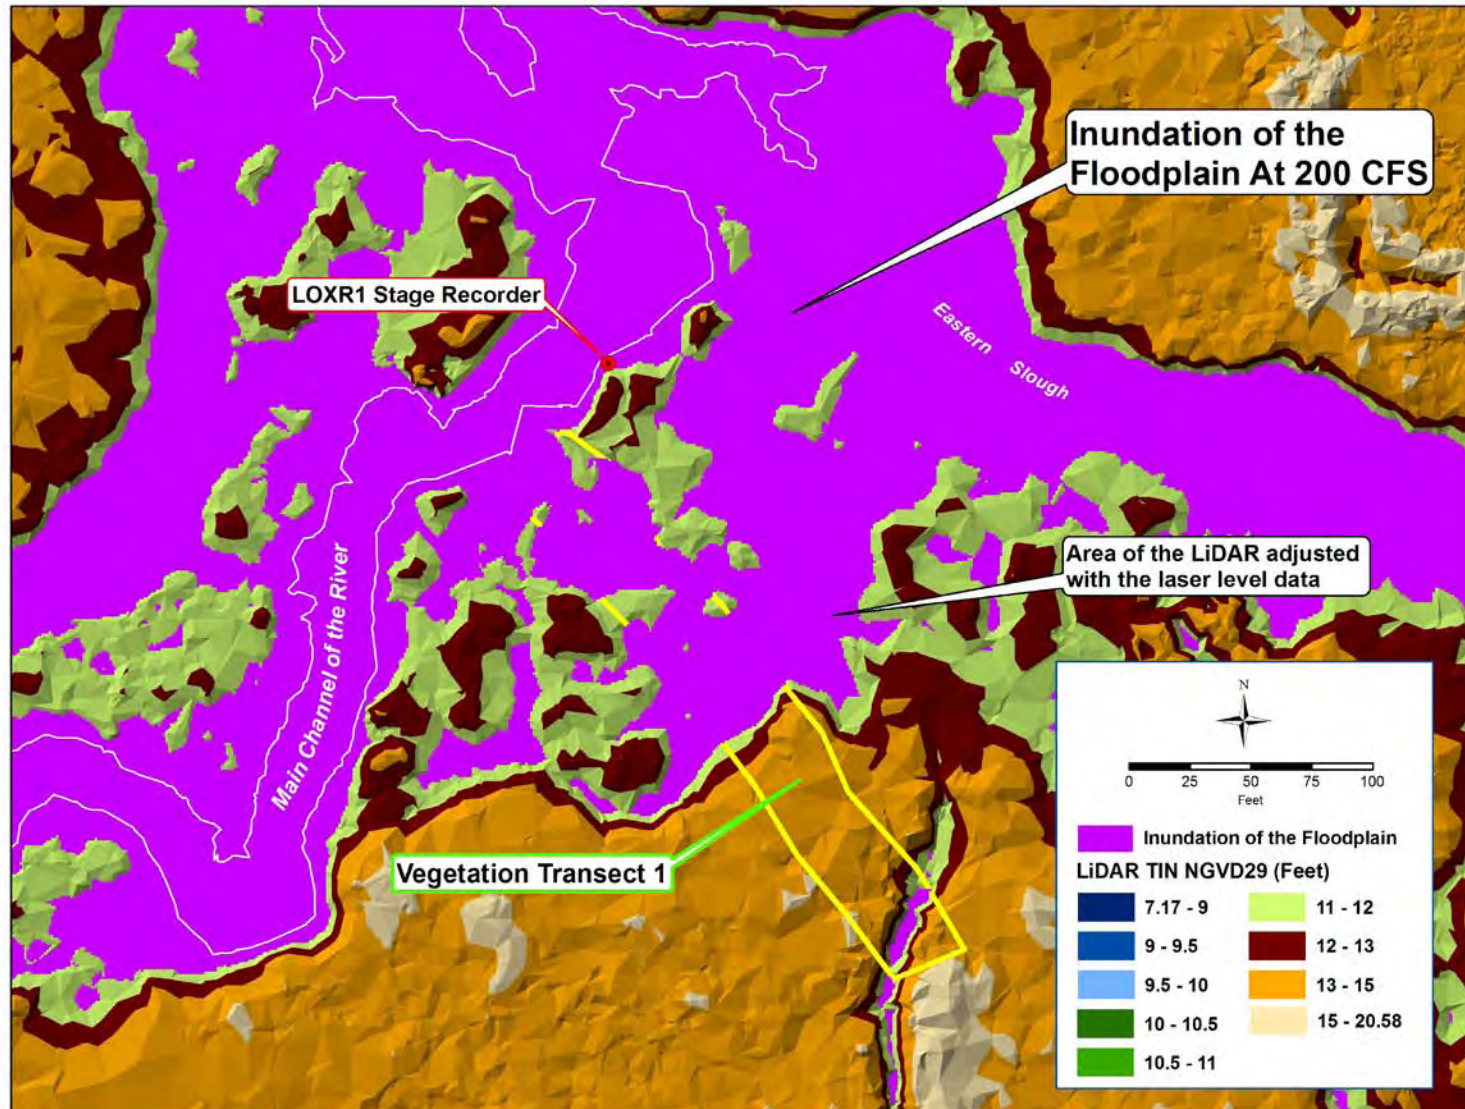 Inundation of the
Floodplain At 200 CFS
LOXR1 Stage Recorder
Eastern Slough
Main Channel of the River
Area of the LiDAR adjusted
with the laser level data
Vegetation Transect 1
N
0 25 50 75 100
Feet
Inundation of the Floodplain
LiDAR TIN NGVD29 (Feet)
7.17 - 9
9 - 9.5
9.5 - 10
10 - 10.5
10.5 - 11
11 - 12
12 - 13
13 - 15
15 - 20.58